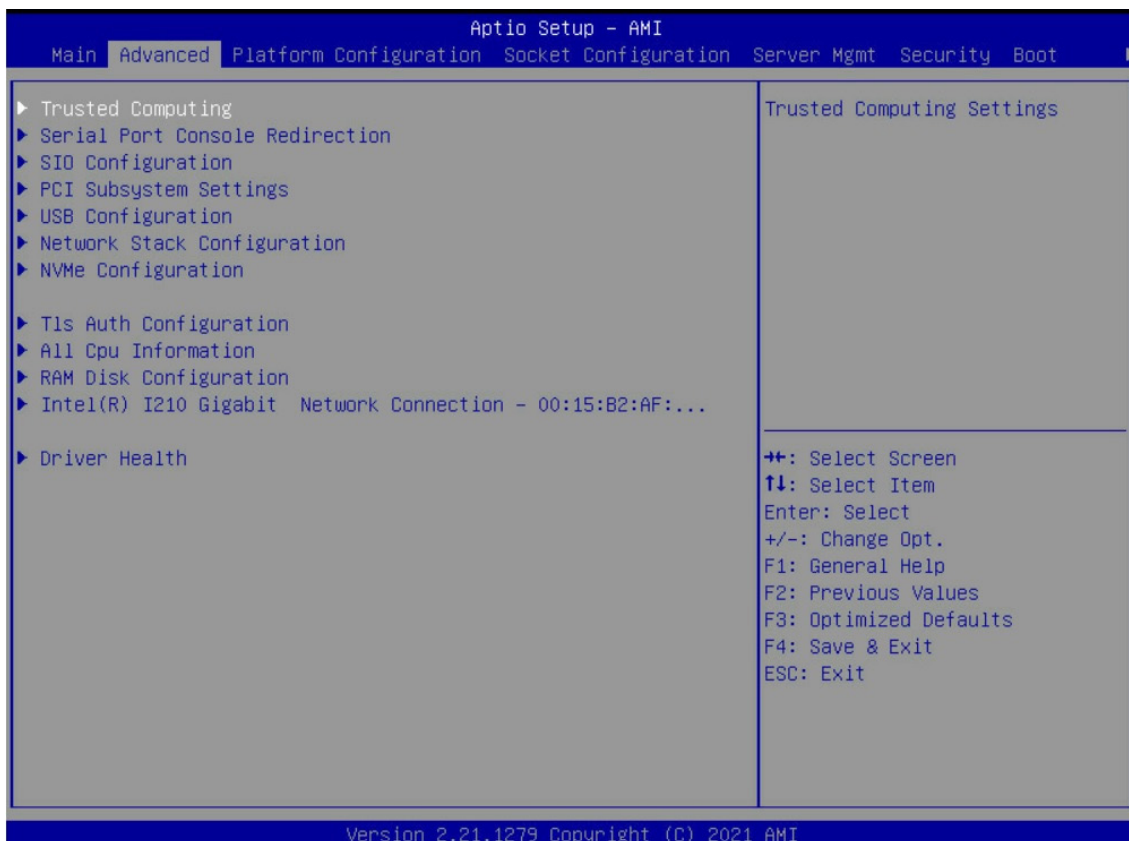 Aptio Setup – AMI
Main Advanced Platform Configuration Socket Configuration Server Mgmt Security Boot
Trusted Computing
Serial Port Console Redirection
SIO Configuration
PCI Subsystem Settings
USB Configuration
Network Stack Configuration
NVMe Configuration
Tls Auth Configuration
All Cpu Information
RAM Disk Configuration
Intel(R) I210 Gigabit  Network Connection – 00:15:B2:AF:...
Driver Health
Trusted Computing Settings
→←: Select Screen
↑↓: Select Item
Enter: Select
+/-: Change Opt.
F1: General Help
F2: Previous Values
F3: Optimized Defaults
F4: Save & Exit
ESC: Exit
Version 2.21.1279 Copyright (C) 2021 AMI